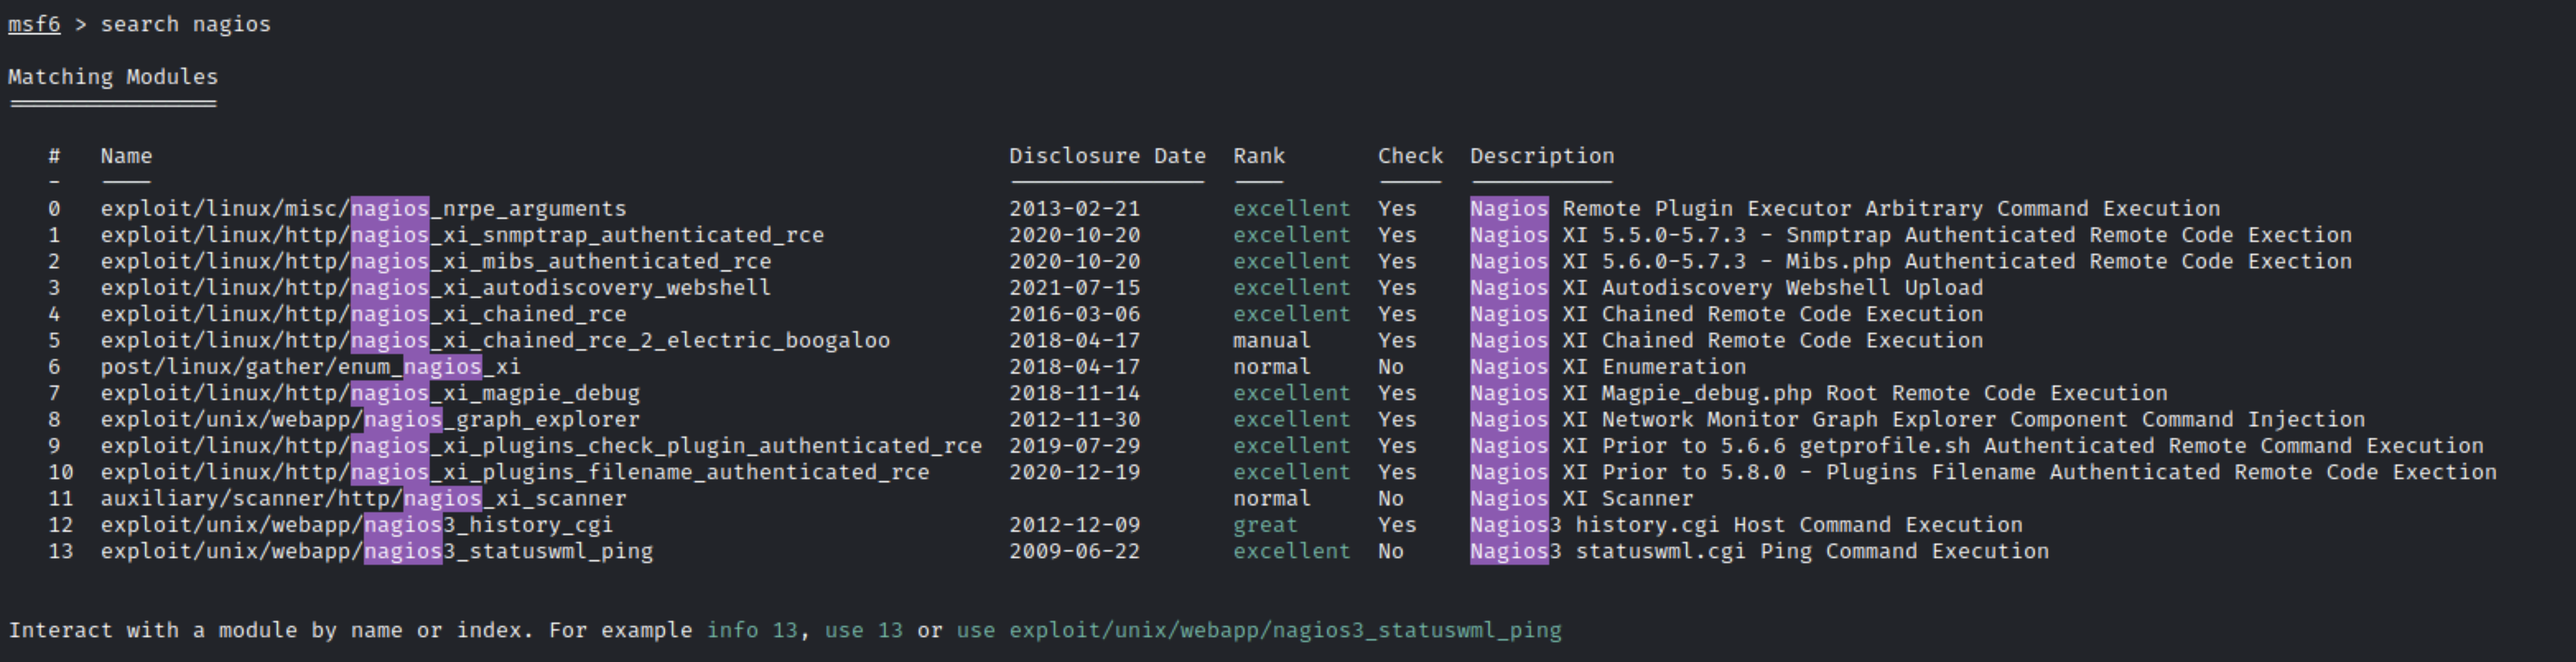 msf6 > search nagios
Matching Modules
================
# Name Disclosure Date Rank Check Description
- ---- --------------- ---- ----- -----------
0 exploit/linux/misc/nagios_nrpe_arguments 2013-02-21 excellent Yes Nagios Remote Plugin Executor Arbitrary Command Execution
1 exploit/linux/http/nagios_xi_snmptrap_authenticated_rce 2020-10-20 excellent Yes Nagios XI 5.5.0-5.7.3 - Snmptrap Authenticated Remote Code Exection
2 exploit/linux/http/nagios_xi_mibs_authenticated_rce 2020-10-20 excellent Yes Nagios XI 5.6.0-5.7.3 - Mibs.php Authenticated Remote Code Exection
3 exploit/linux/http/nagios_xi_autodiscovery_webshell 2021-07-15 excellent Yes Nagios XI Autodiscovery Webshell Upload
4 exploit/linux/http/nagios_xi_chained_rce 2016-03-06 excellent Yes Nagios XI Chained Remote Code Execution
5 exploit/linux/http/nagios_xi_chained_rce_2_electric_boogaloo 2018-04-17 manual Yes Nagios XI Chained Remote Code Execution
6 post/linux/gather/enum_nagios_xi 2018-04-17 normal No Nagios XI Enumeration
7 exploit/linux/http/nagios_xi_magpie_debug 2018-11-14 excellent Yes Nagios XI Magpie_debug.php Root Remote Code Execution
8 exploit/unix/webapp/nagios_graph_explorer 2012-11-30 excellent Yes Nagios XI Network Monitor Graph Explorer Component Command Injection
9 exploit/linux/http/nagios_xi_plugins_check_plugin_authenticated_rce 2019-07-29 excellent Yes Nagios XI Prior to 5.6.6 getprofile.sh Authenticated Remote Command Execution
10 exploit/linux/http/nagios_xi_plugins_filename_authenticated_rce 2020-12-19 excellent Yes Nagios XI Prior to 5.8.0 - Plugins Filename Authenticated Remote Code Exection
11 auxiliary/scanner/http/nagios_xi_scanner normal No Nagios XI Scanner
12 exploit/unix/webapp/nagios3_history_cgi 2012-12-09 great Yes Nagios3 history.cgi Host Command Execution
13 exploit/unix/webapp/nagios3_statuswml_ping 2009-06-22 excellent No Nagios3 statuswml.cgi Ping Command Execution
Interact with a module by name or index. For example info 13, use 13 or use exploit/unix/webapp/nagios3_statuswml_ping